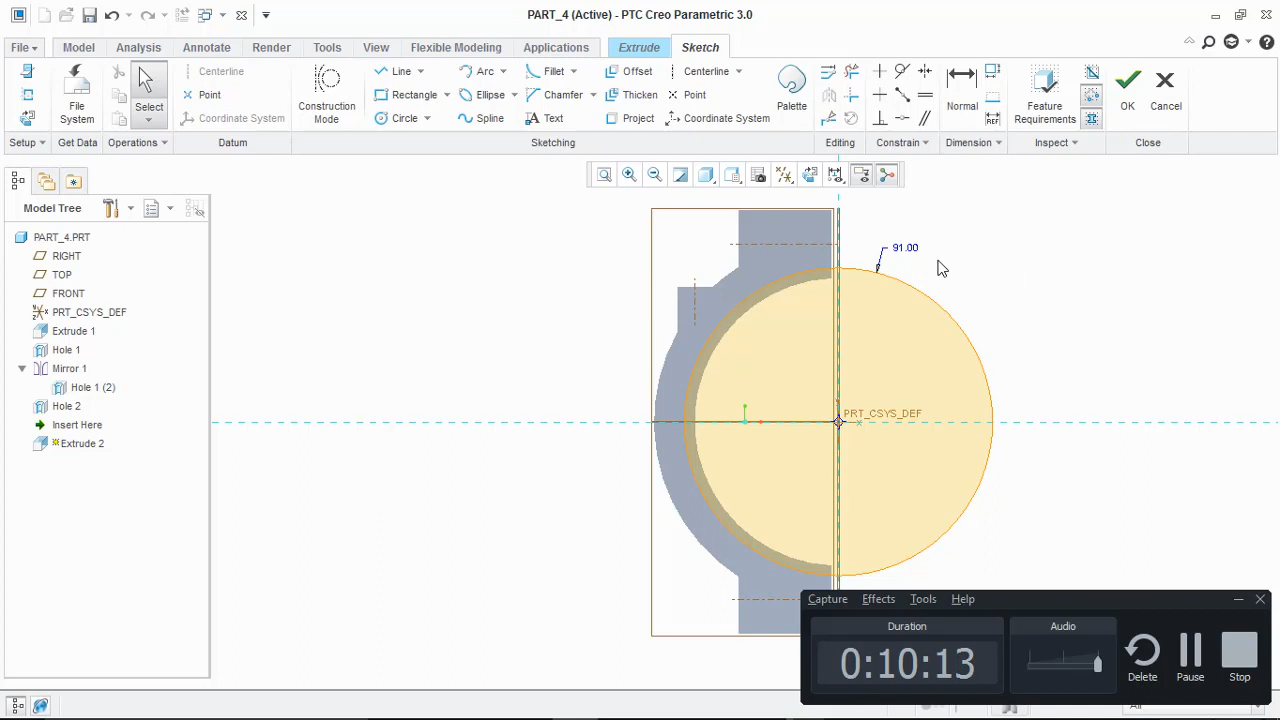 PART_4 (Active) - PTC Creo Parametric 3.0
File Model Analysis Annotate Render Tools View Flexible Modeling Applications Extrude Sketch
File System
Select
Centerline
Point
Coordinate System
Construction Mode
Line Arc Fillet Offset Centerline
Ellipse Chamfer Thicken Point
Circle Spline Text Project Coordinate System
Palette
Normal
Feature Requirements
OK Cancel
Setup Get Data Operations Datum Sketching Editing Constrain Dimension Inspect Close
Model Tree
PART_4.PRT
RIGHT
TOP
FRONT
PRT_CSYS_DEF
Extrude 1
Hole 1
Mirror 1
Hole 1 (2)
Hole 2
Insert Here
Extrude 2
91.00
PRT_CSYS_DEF
Capture Effects Tools Help
Duration Audio
0:10:13
Delete Pause Stop